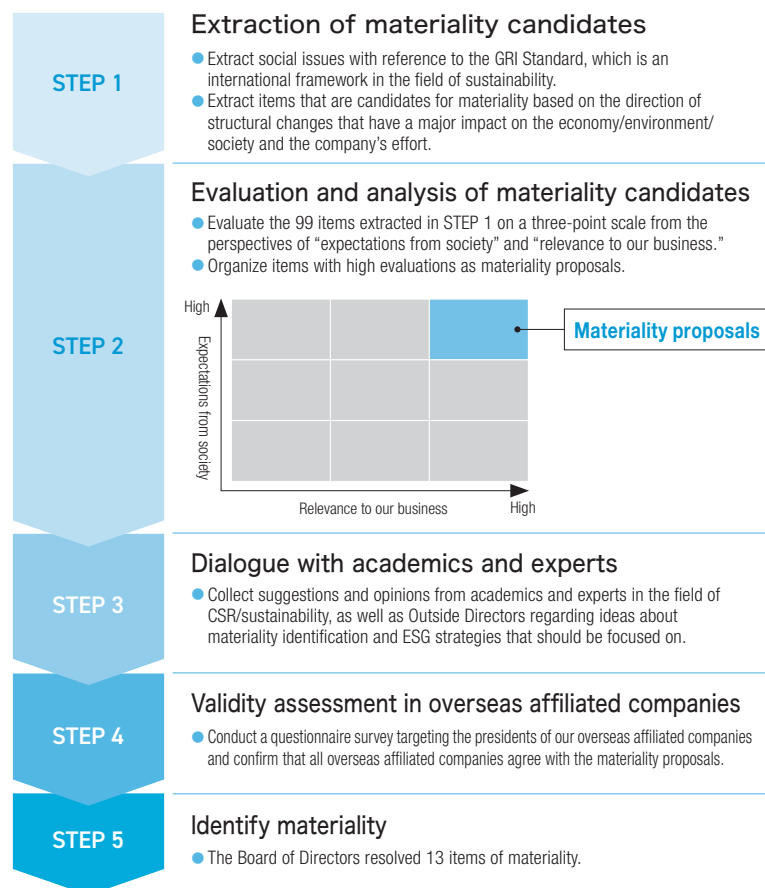 STEP 1
Extraction of materiality candidates
● Extract social issues with reference to the GRI Standard, which is an
international framework in the field of sustainability.
● Extract items that are candidates for materiality based on the direction of
structural changes that have a major impact on the economy/environment/
society and the company's effort.
STEP 2
Evaluation and analysis of materiality candidates
● Evaluate the 99 items extracted in STEP 1 on a three-point scale from the
perspectives of “expectations from society” and “relevance to our business.”
● Organize items with high evaluations as materiality proposals.
High
Expectations from society
Materiality proposals
Relevance to our business
High
STEP 3
Dialogue with academics and experts
● Collect suggestions and opinions from academics and experts in the field of
CSR/sustainability, as well as Outside Directors regarding ideas about
materiality identification and ESG strategies that should be focused on.
STEP 4
Validity assessment in overseas affiliated companies
● Conduct a questionnaire survey targeting the presidents of our overseas affiliated companies
and confirm that all overseas affiliated companies agree with the materiality proposals.
STEP 5
Identify materiality
● The Board of Directors resolved 13 items of materiality.